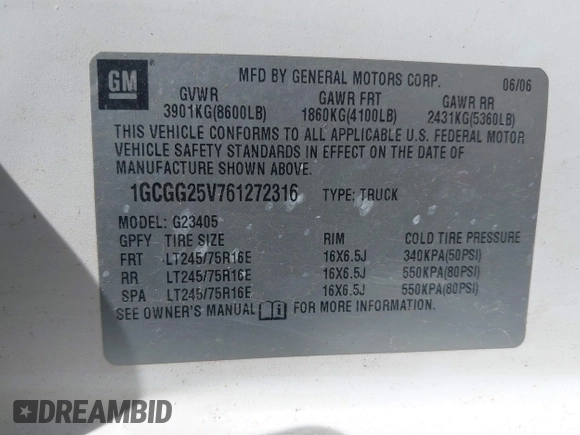 GM
MFD BY GENERAL MOTORS CORP. 06/06
GVWR GAWR FRT GAWR RR
3901KG(8600LB) 1860KG(4100LB) 2431KG(5360LB)
THIS VEHICLE CONFORMS TO ALL APPLICABLE U.S. FEDERAL MOTOR
VEHICLE SAFETY STANDARDS IN EFFECT ON THE DATE OF
MANUFACTURE SHOWN ABOVE.
1GCGG25V761272316 TYPE: TRUCK
MODEL: G23405
GPFY TIRE SIZE RIM COLD TIRE PRESSURE
FRT LT245/75R16E 16X6.5J 340KPA(50PSI)
RR LT245/75R16E 16X6.5J 550KPA(80PSI)
SPA LT245/75R16E 16X6.5J 550KPA(80PSI)
SEE OWNER'S MANUAL FOR MORE INFORMATION.
DREAMBID